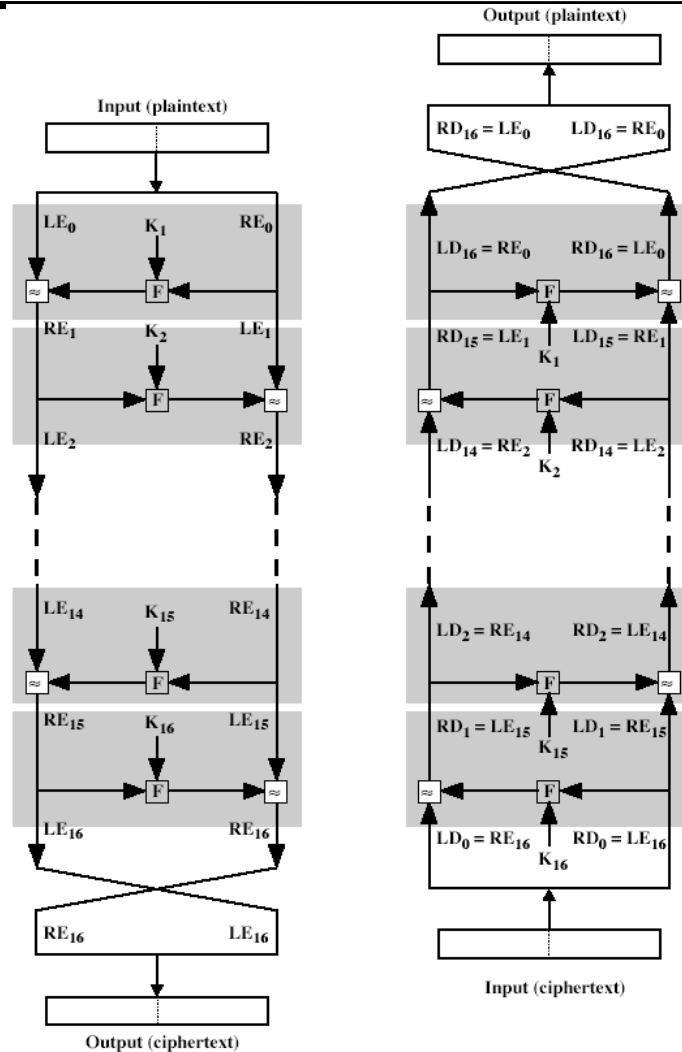 Input (plaintext)
LE₀
K₁
RE₀
≈
F
RE₁
K₂
LE₁
F
≈
LE₂
RE₂
LE₁₄
K₁₅
RE₁₄
≈
F
RE₁₅
K₁₆
LE₁₅
F
≈
LE₁₆
RE₁₆
RE₁₆
LE₁₆
Output (ciphertext)
Output (plaintext)
RD₁₆ = LE₀
LD₁₆ = RE₀
LD₁₆ = RE₀
RD₁₆ = LE₀
F
≈
RD₁₅ = LE₁
K₁
LD₁₅ = RE₁
≈
F
LD₁₄ = RE₂
K₂
RD₁₄ = LE₂
LD₂ = RE₁₄
RD₂ = LE₁₄
F
≈
RD₁ = LE₁₅
K₁₅
LD₁ = RE₁₅
≈
F
LD₀ = RE₁₆
K₁₆
RD₀ = LE₁₆
Input (ciphertext)